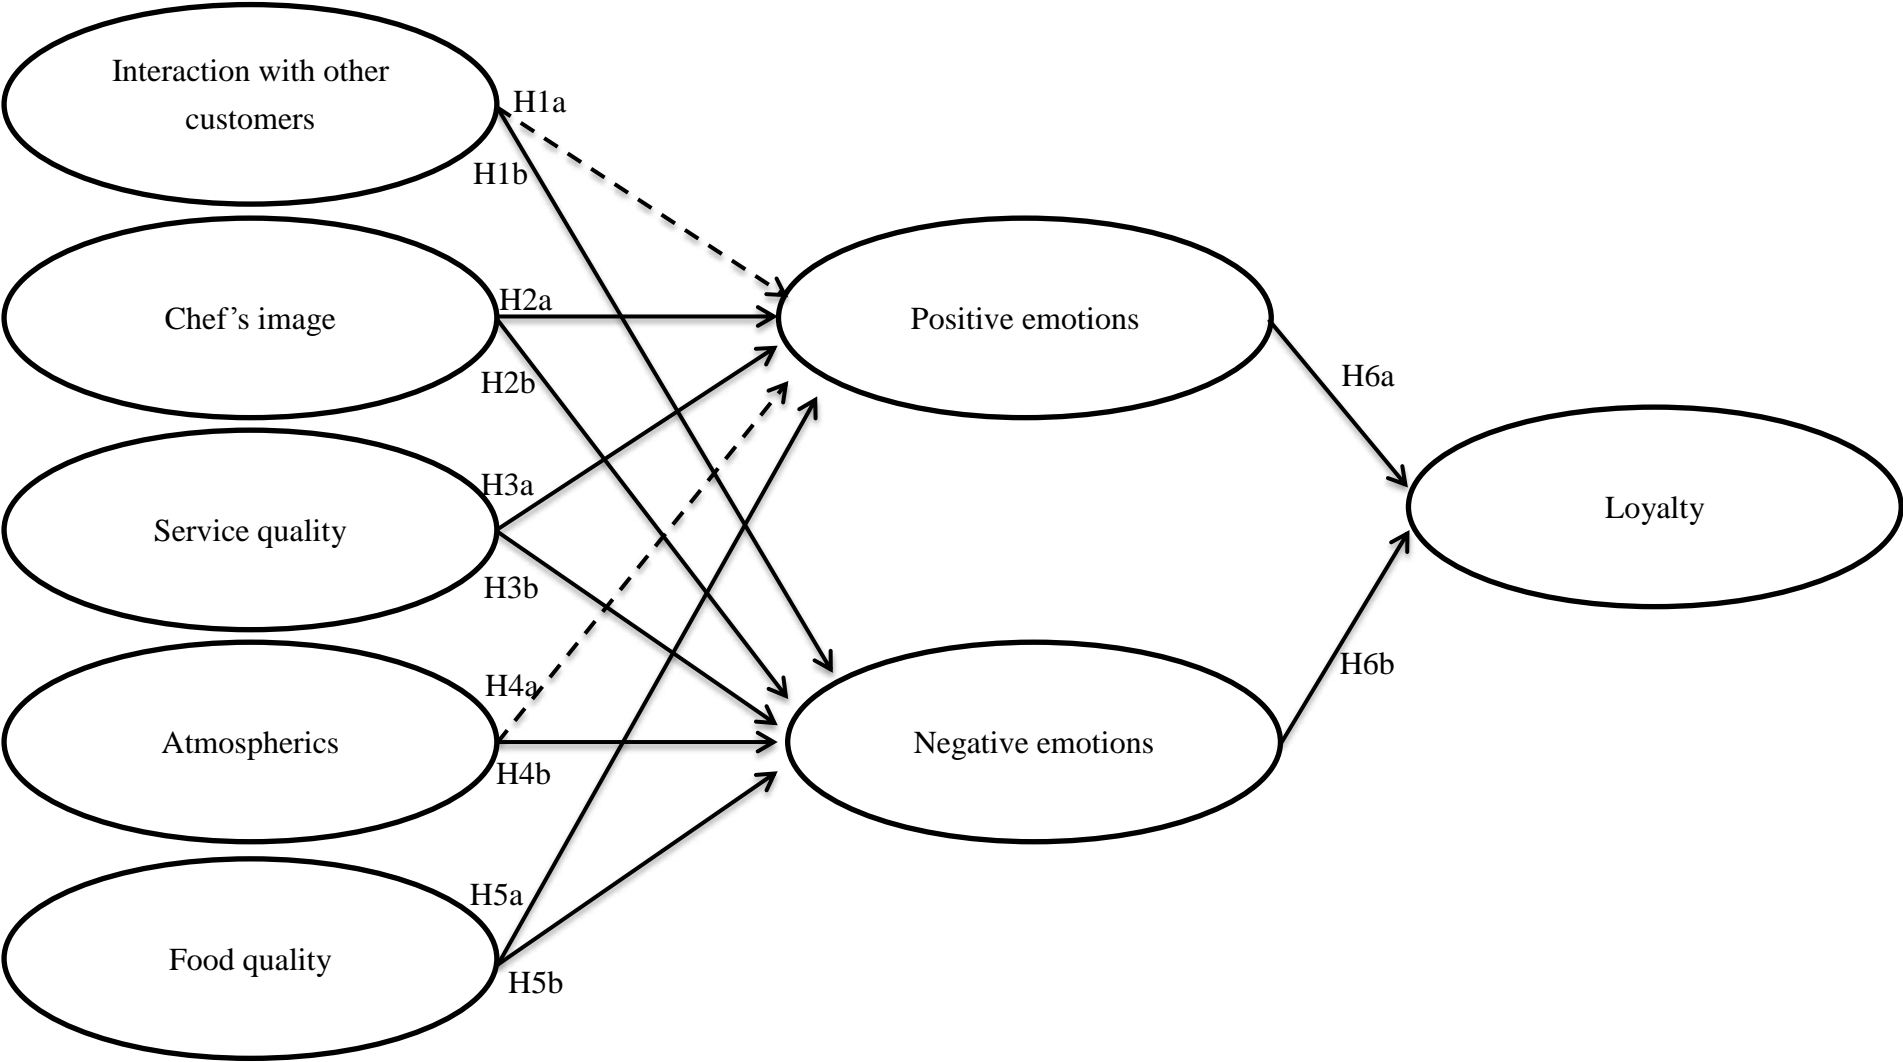 Interaction with other
customers
H1a
H1b
Chef’s image
H2a
H2b
Positive emotions
H6a
Service quality
H3a
H3b
Loyalty
Atmospherics
H4a
H4b
Negative emotions
H6b
Food quality
H5a
H5b